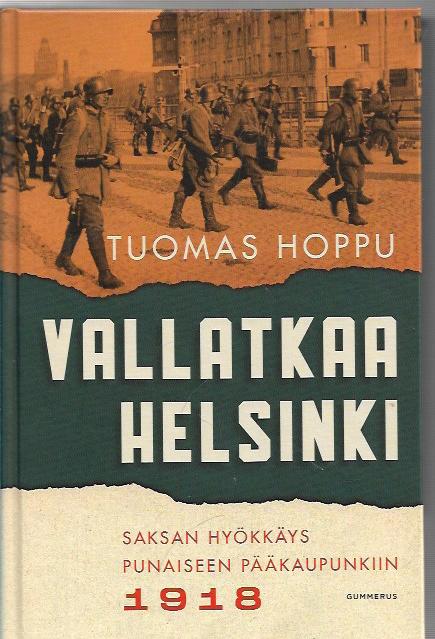 TUOMAS HOPPU
VALLATKAA
HELSINKI
SAKSAN HYÖKKÄYS
PUNAISEEN PÄÄKAUPUNKIIN
1918
GUMMERUS